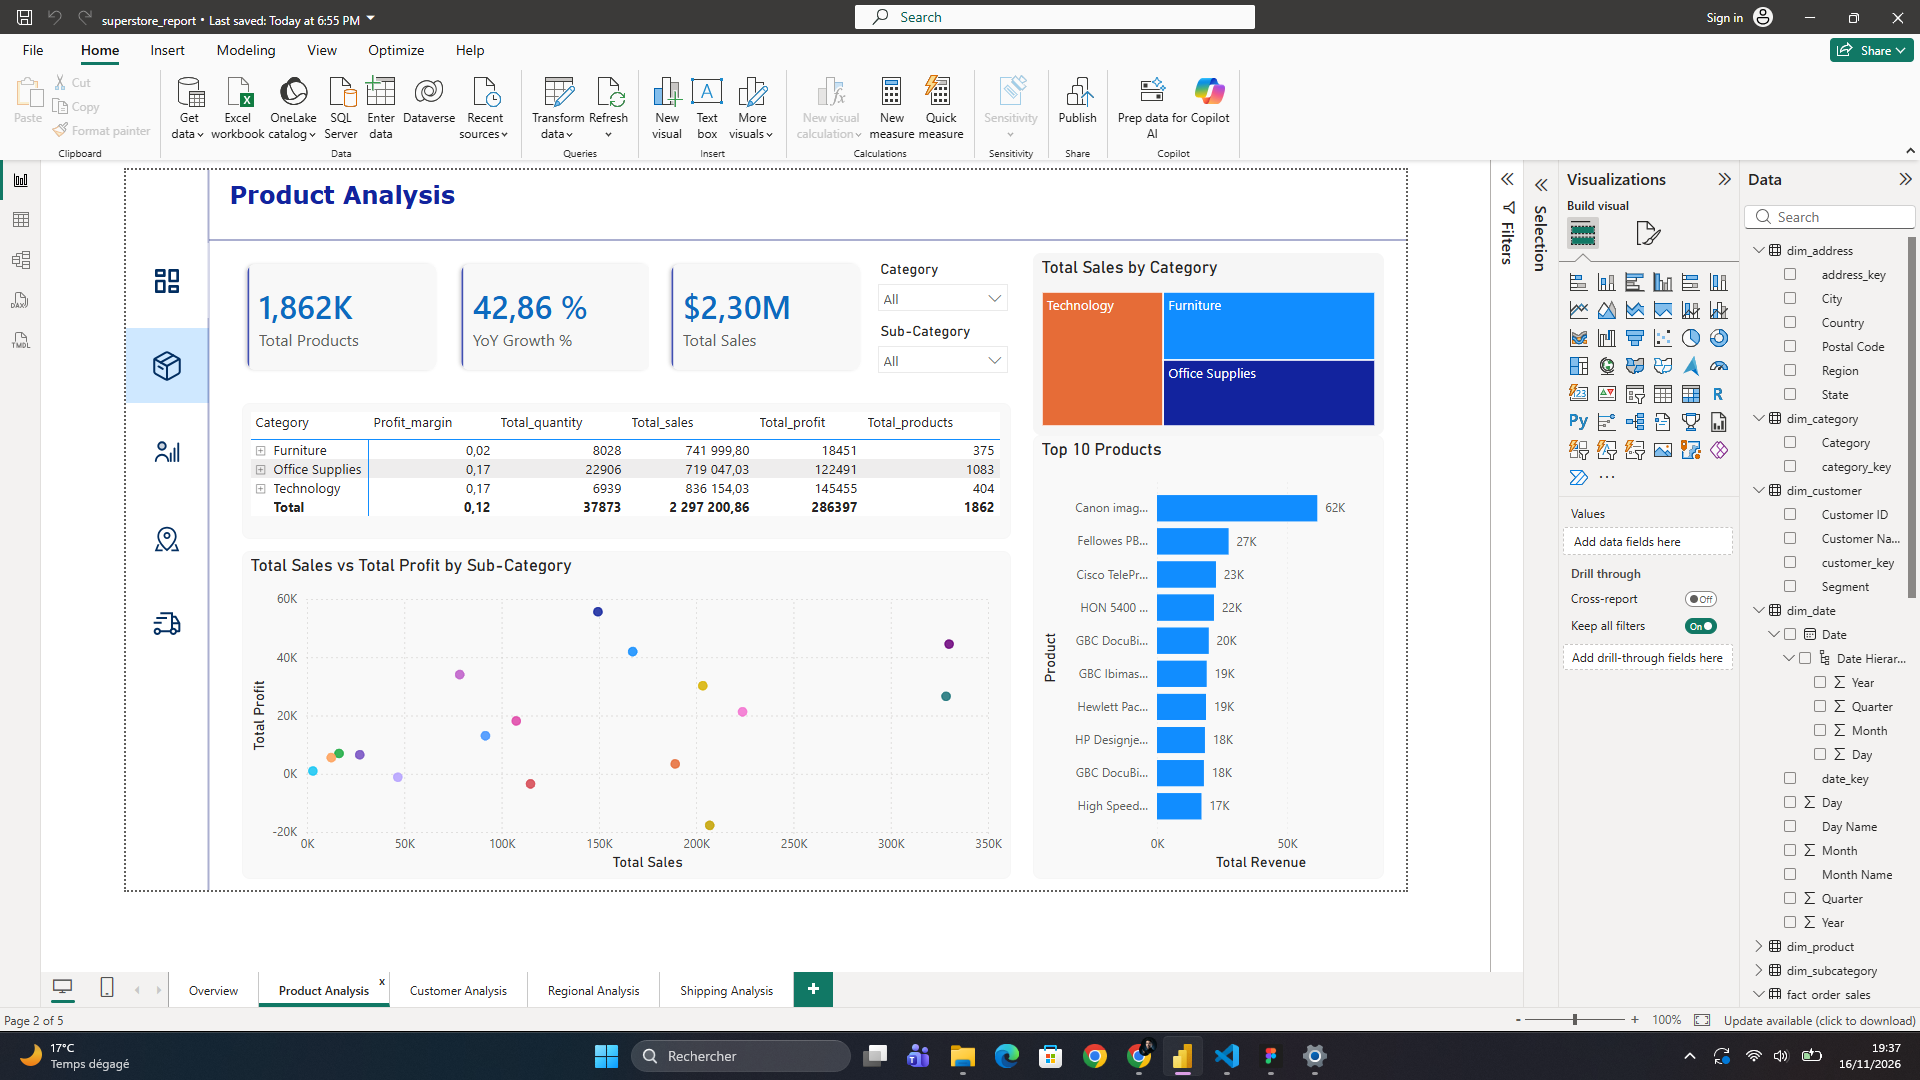 superstore_report • Last saved: Today at 6:55 PM
Search
Sign in
File
Home
Insert
Modeling
View
Optimize
Help
Share
Paste
Cut
Copy
Format painter
Clipboard
Get data
Excel workbook
OneLake catalog
SQL Server
Enter data
Dataverse
Recent sources
Data
Transform data
Refresh
Queries
New visual
Text box
More visuals
Insert
New visual calculation
New measure
Quick measure
Calculations
Sensitivity
Sensitivity
Publish
Share
Prep data for AI
Copilot
Copilot
DAX
TMDL
Product Analysis
1,862K
Total Products
42,86 %
YoY Growth %
$2,30M
Total Sales
Category
All
Sub-Category
All
Total Sales by Category
Technology
Furniture
Office Supplies
Category Profit_margin Total_quantity Total_sales Total_profit Total_products
Furniture 0,02 8028 741 999,80 18451 375
Office Supplies 0,17 22906 719 047,03 122491 1083
Technology 0,17 6939 836 154,03 145455 404
Total 0,12 37873 2 297 200,86 286397 1862
Total Sales vs Total Profit by Sub-Category
Total Profit
60K
40K
20K
0K
-20K
0K 50K 100K 150K 200K 250K 300K 350K
Total Sales
Top 10 Products
Product
Canon imag... 62K
Fellowes PB... 27K
Cisco TelePr... 23K
HON 5400 ... 22K
GBC DocuBi... 20K
GBC Ibimas... 19K
Hewlett Pac... 19K
HP Designje... 18K
GBC DocuBi... 18K
High Speed... 17K
0K 50K
Total Revenue
Filters
Selection
Visualizations
Build visual
123
R
Py
...
Values
Add data fields here
Drill through
Cross-report
Off
Keep all filters
On
Add drill-through fields here
Data
Search
dim_address
address_key
City
Country
Postal Code
Region
State
dim_category
Category
category_key
dim_customer
Customer ID
Customer Na...
customer_key
Segment
dim_date
Date
Date Hierar...
Year
Quarter
Month
Day
date_key
Day
Day Name
Month
Month Name
Quarter
Year
dim_product
dim_subcategory
fact_order_sales
Overview
Product Analysis
x
Customer Analysis
Regional Analysis
Shipping Analysis
+
Page 2 of 5
- + 100%
Update available (click to download)
17°C
Temps dégagé
Rechercher
19:37
16/11/2026